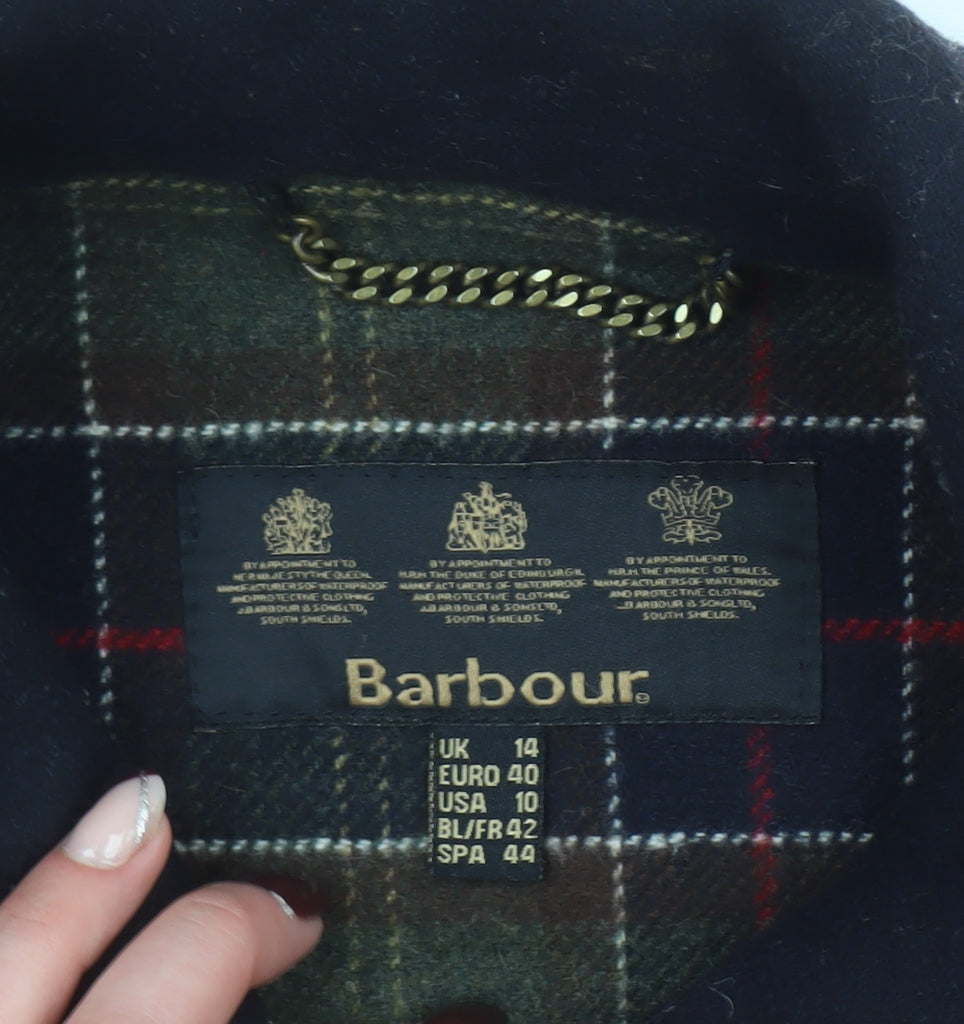 BY APPOINTMENT TO
HER MAJESTY THE QUEEN.
MANUFACTURERS OF WATERPROOF
AND PROTECTIVE CLOTHING
J.BARBOUR & SONS LTD,
SOUTH SHIELDS.
BY APPOINTMENT TO
H.R.H. THE DUKE OF EDINBURGH.
MANUFACTURERS OF WATERPROOF
AND PROTECTIVE CLOTHING
J.BARBOUR & SONS LTD,
SOUTH SHIELDS.
BY APPOINTMENT TO
H.R.H. THE PRINCE OF WALES.
MANUFACTURERS OF WATERPROOF
AND PROTECTIVE CLOTHING
J.BARBOUR & SONS LTD,
SOUTH SHIELDS.
Barbour®
UK 14
EURO 40
USA 10
BL/FR 42
SPA 44